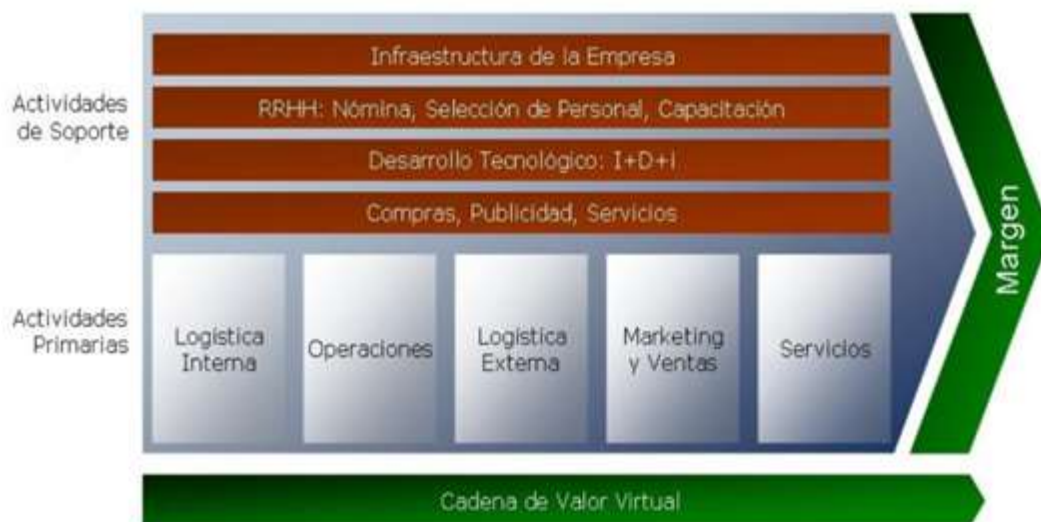 Infraestructura de la Empresa
Actividades
de Soporte
RRHH: Nómina, Selección de Personal, Capacitación
Desarrollo Tecnológico: I+D+i
Compras, Publicidad, Servicios
Margen
Actividades
Primarias
Logística
Interna
Operaciones
Logística
Externa
Marketing
y Ventas
Servicios
Cadena de Valor Virtual